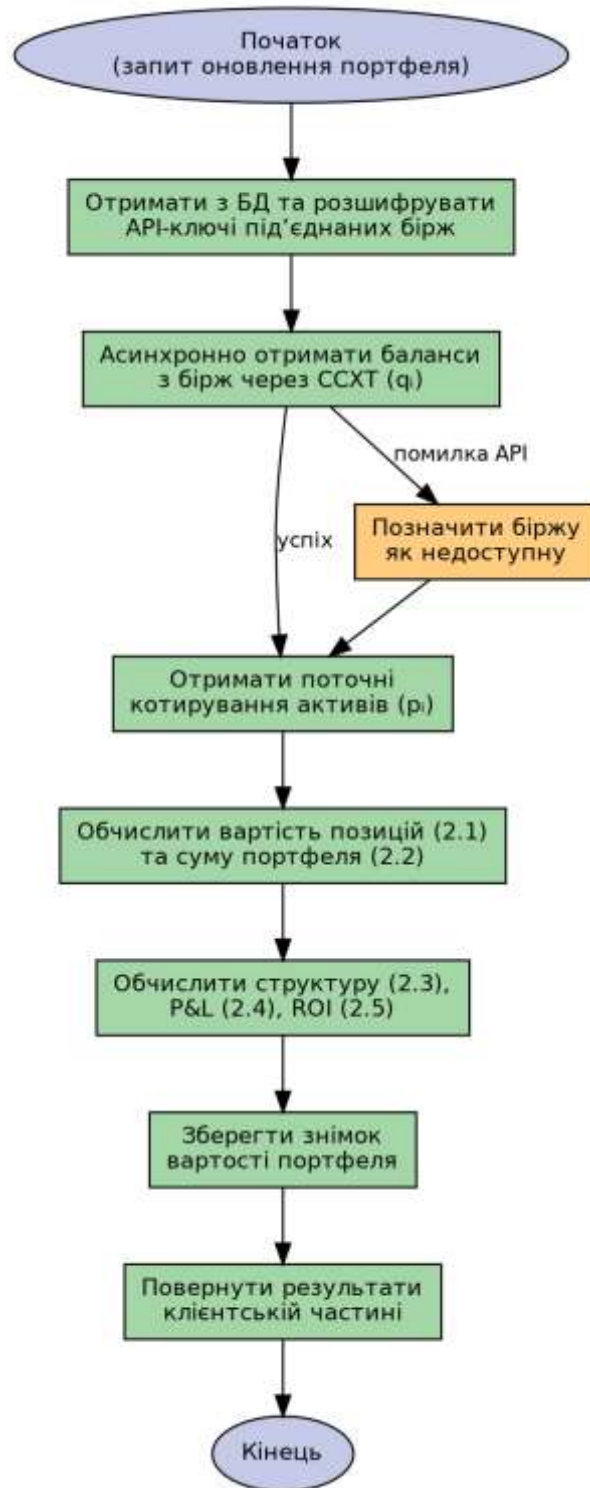 Початок
(запит оновлення портфеля)
Отримати з БД та розшифрувати
API-ключі під’єднаних бірж
Асинхронно отримати баланси
з бірж через CCXT (qᵢ)
помилка API
Позначити біржу
як недоступну
успіх
Отримати поточні
котирування активів (pᵢ)
Обчислити вартість позицій (2.1)
та суму портфеля (2.2)
Обчислити структуру (2.3),
P&L (2.4), ROI (2.5)
Зберегти знімок
вартості портфеля
Повернути результати
клієнтській частині
Кінець